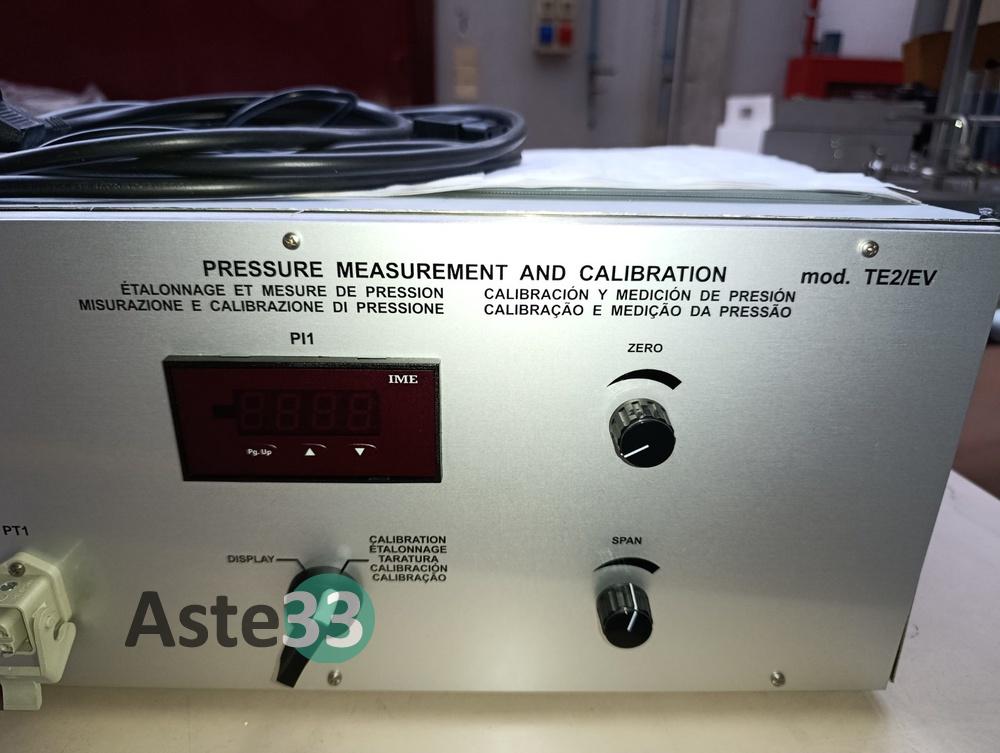 PRESSURE MEASUREMENT AND CALIBRATION
mod. TE2/EV
ÉTALONNAGE ET MESURE DE PRESSION
CALIBRACIÓN Y MEDICIÓN DE PRESIÓN
MISURAZIONE E CALIBRAZIONE DI PRESSIONE
CALIBRAÇÃO E MEDIÇÃO DA PRESSÃO
PI1
ZERO
IME
Pg.Up
PT1
DISPLAY
CALIBRATION
ÉTALONNAGE
TARATURA
CALIBRACIÓN
CALIBRAÇÃO
SPAN
Aste33